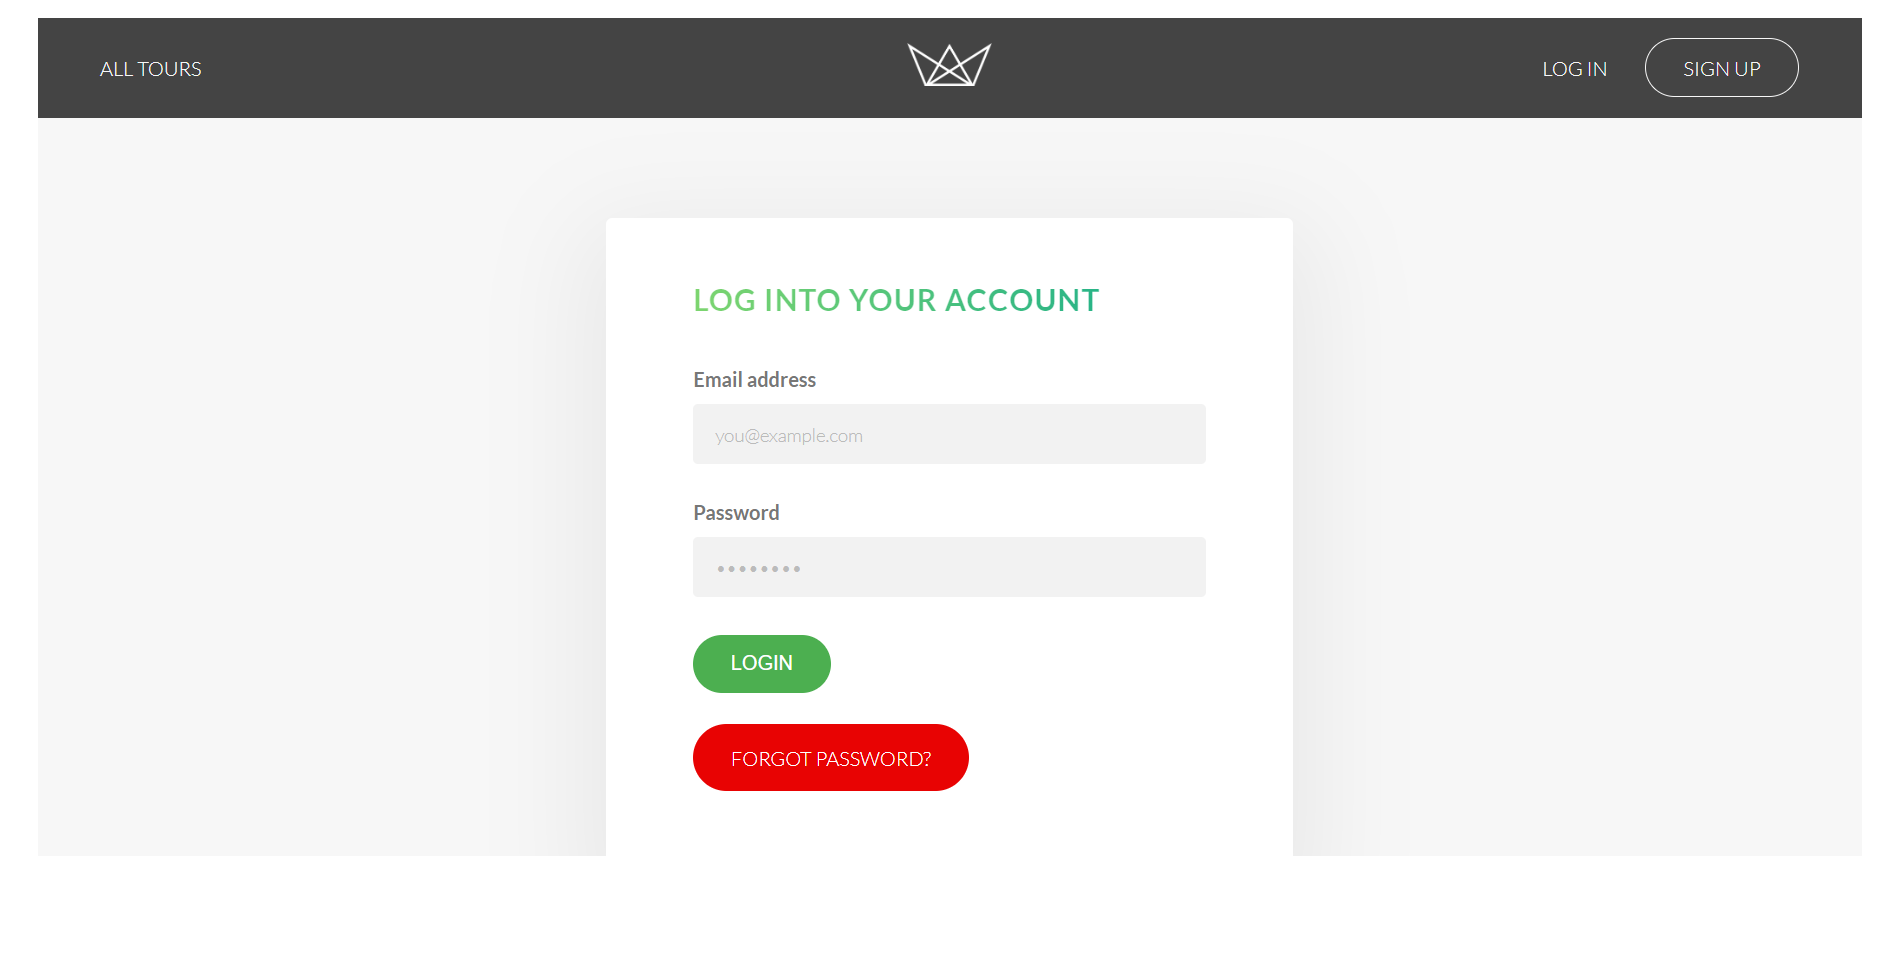 ALL TOURS
LOG IN
SIGN UP
LOG INTO YOUR ACCOUNT
Email address
you@example.com
Password
••••••••
LOGIN
FORGOT PASSWORD?